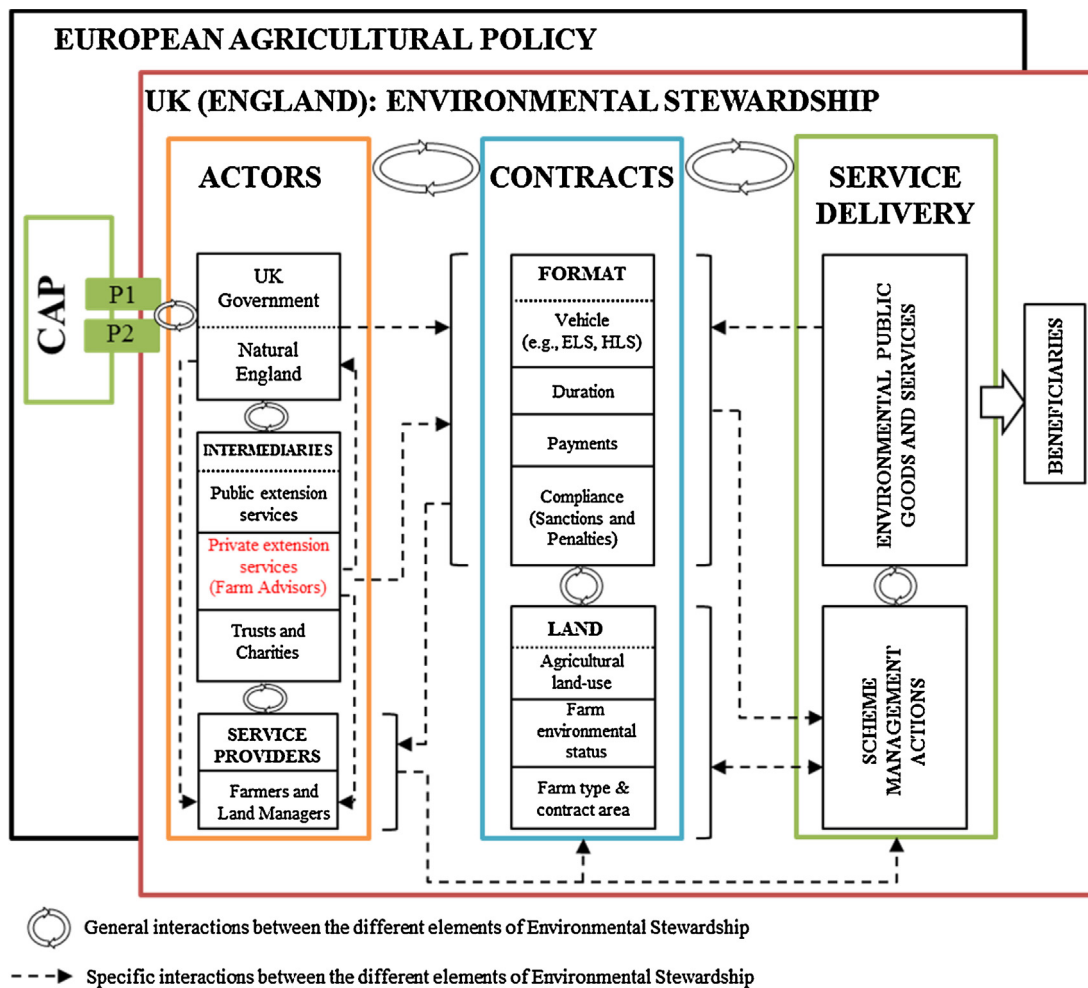 EUROPEAN AGRICULTURAL POLICY
UK (ENGLAND): ENVIRONMENTAL STEWARDSHIP
CAP
P1
P2
ACTORS
UK
Government
Natural
England
INTERMEDIARIES
Public extension
services
Private extension
services
(Farm Advisors)
Trusts and
Charities
SERVICE
PROVIDERS
Farmers and
Land Managers
CONTRACTS
FORMAT
Vehicle
(e.g., ELS, HLS)
Duration
Payments
Compliance
(Sanctions and
Penalties)
LAND
Agricultural
land-use
Farm
environmental
status
Farm type &
contract area
SERVICE
DELIVERY
ENVIRONMENTAL PUBLIC
GOODS AND SERVICES
SCHEME
MANAGEMENT
ACTIONS
BENEFICIARIES
General interactions between the different elements of Environmental Stewardship
Specific interactions between the different elements of Environmental Stewardship